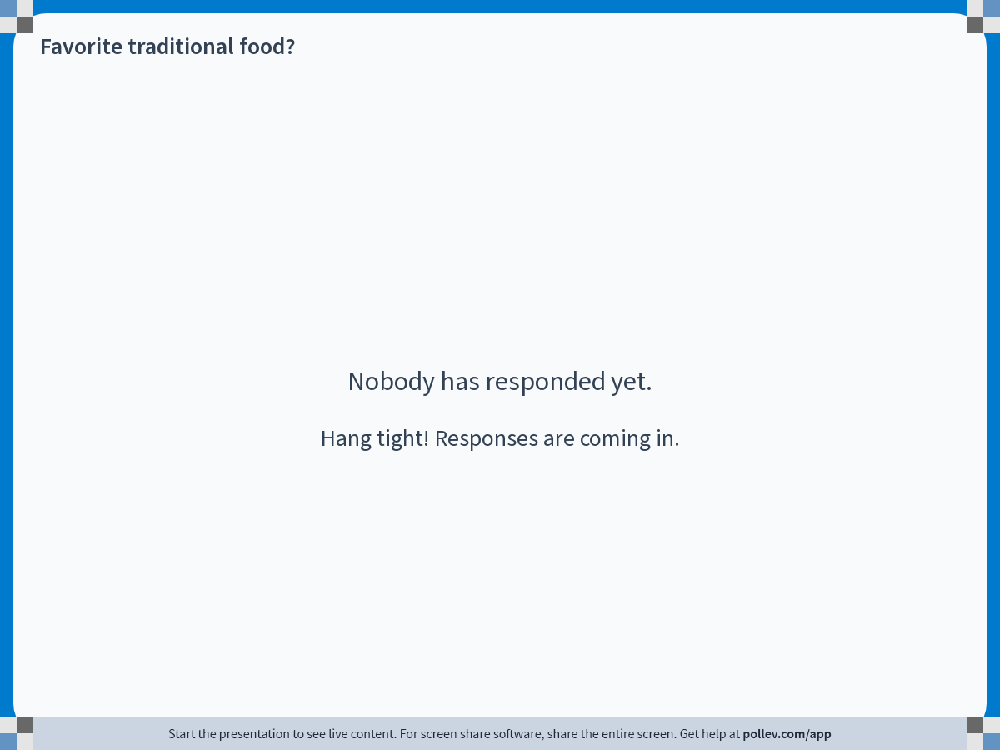 Favorite traditional food?
Nobody has responded yet.
Hang tight! Responses are coming in.
Start the presentation to see live content. For screen share software, share the entire screen. Get help at pollev.com/app